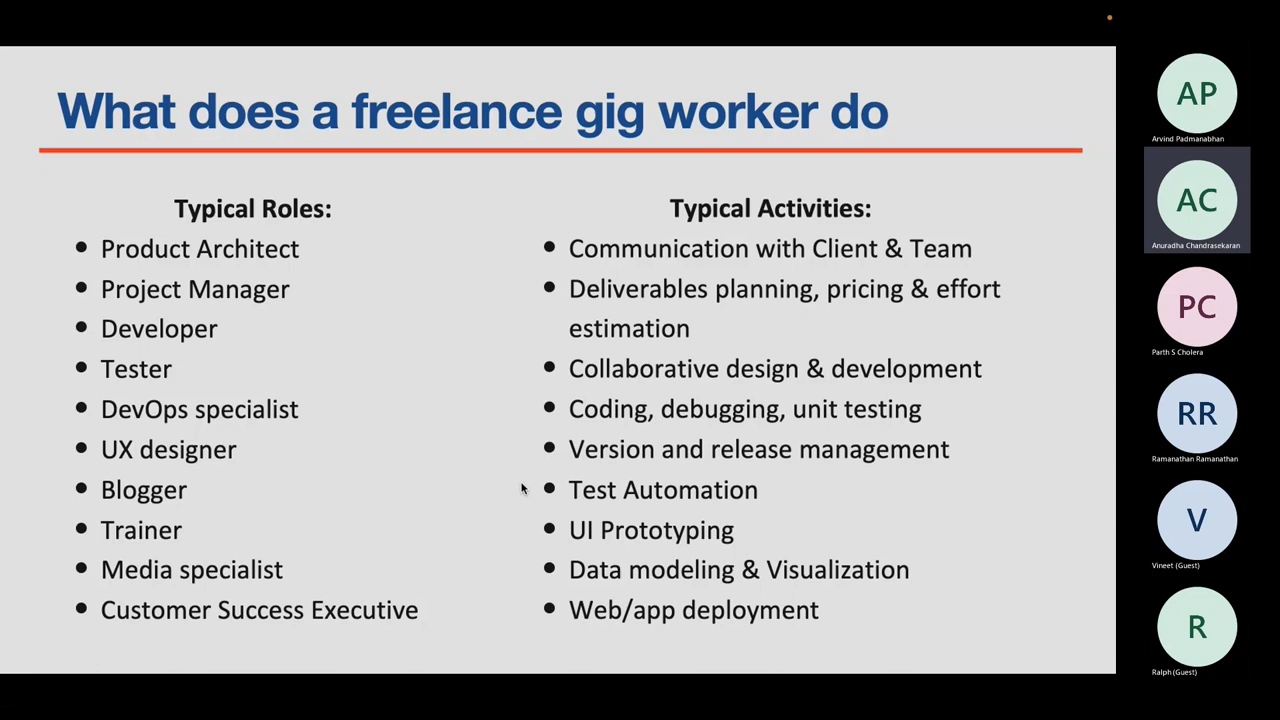 What does a freelance gig worker do
Typical Roles:
• Product Architect
• Project Manager
• Developer
• Tester
• DevOps specialist
• UX designer
• Blogger
• Trainer
• Media specialist
• Customer Success Executive
Typical Activities:
• Communication with Client & Team
• Deliverables planning, pricing & effort
estimation
• Collaborative design & development
• Coding, debugging, unit testing
• Version and release management
• Test Automation
• UI Prototyping
• Data modeling & Visualization
• Web/app deployment
AP
Arvind Padmanabhan
AC
Anuradha Chandrasekaran
PC
Parth S Cholera
RR
Ramanathan Ramanathan
V
Vineet (Guest)
R
Ralph (Guest)